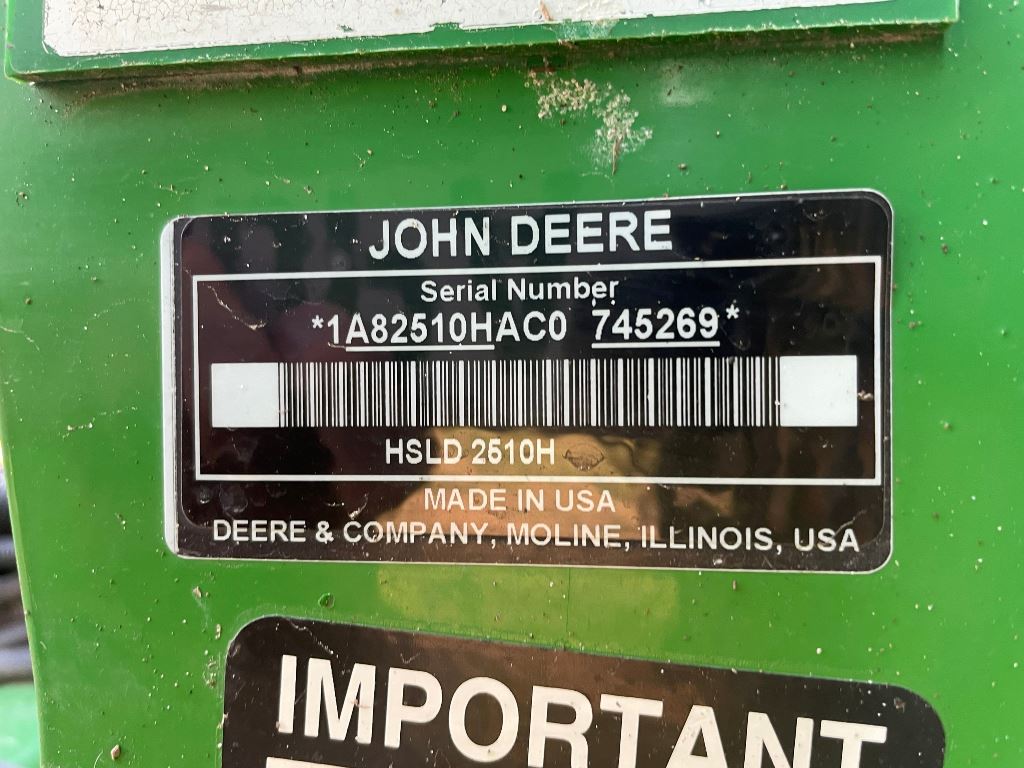 JOHN DEERE
Serial Number
*1A82510HAC0 745269*
HSLD 2510H
MADE IN USA
DEERE & COMPANY, MOLINE, ILLINOIS, USA
IMPORTANT